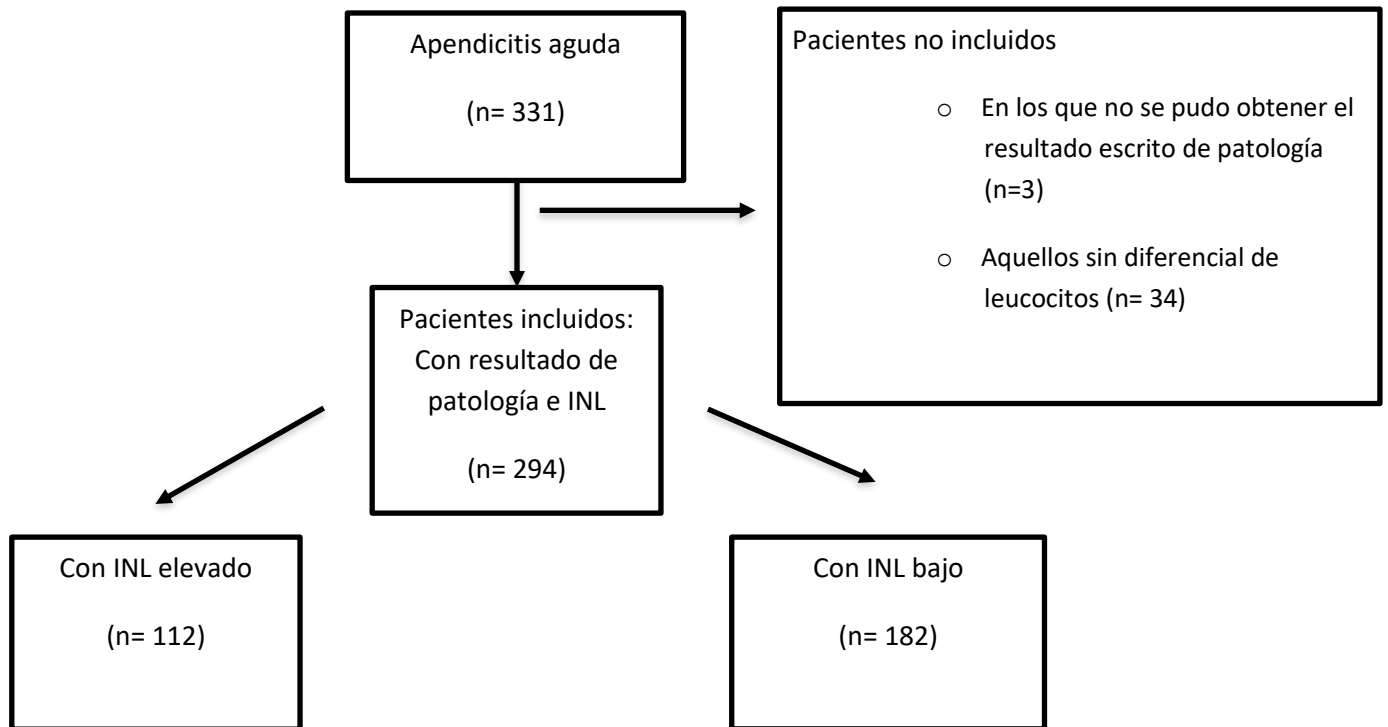 Apendicitis aguda
(n= 331)
Pacientes no incluidos
o En los que no se pudo obtener el
resultado escrito de patología
(n=3)
o Aquellos sin diferencial de
leucocitos (n= 34)
Pacientes incluidos:
Con resultado de
patología e INL
(n= 294)
Con INL elevado
(n= 112)
Con INL bajo
(n= 182)